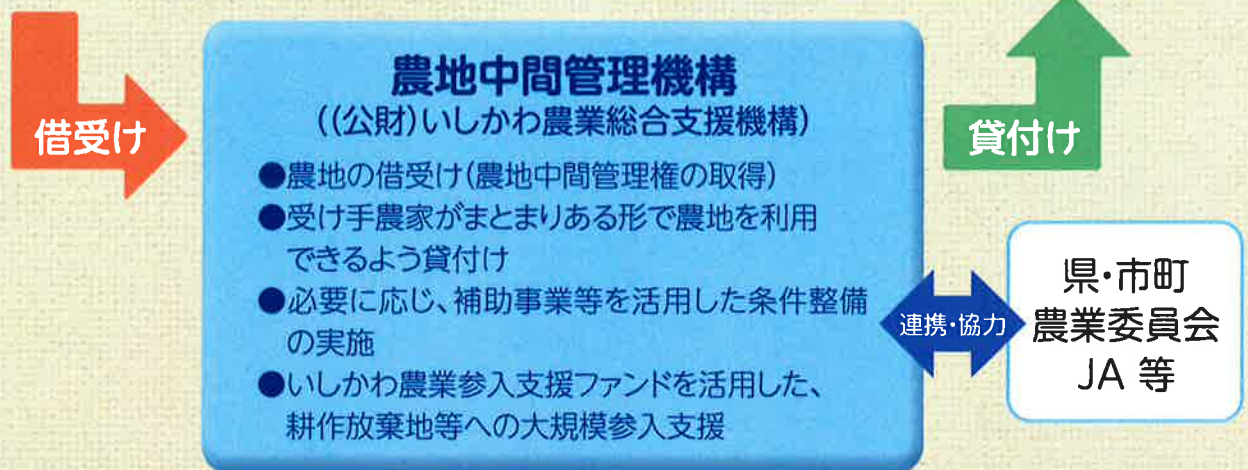 借受け
農地中間管理機構
((公財)いしかわ農業総合支援機構)
●農地の借受け(農地中間管理権の取得)
●受け手農家がまとまりある形で農地を利用
できるよう貸付け
●必要に応じ、補助事業等を活用した条件整備
の実施
●いしかわ農業参入支援ファンドを活用した、
耕作放棄地等への大規模参入支援
貸付け
連携・協力
県・市町
農業委員会
JA 等